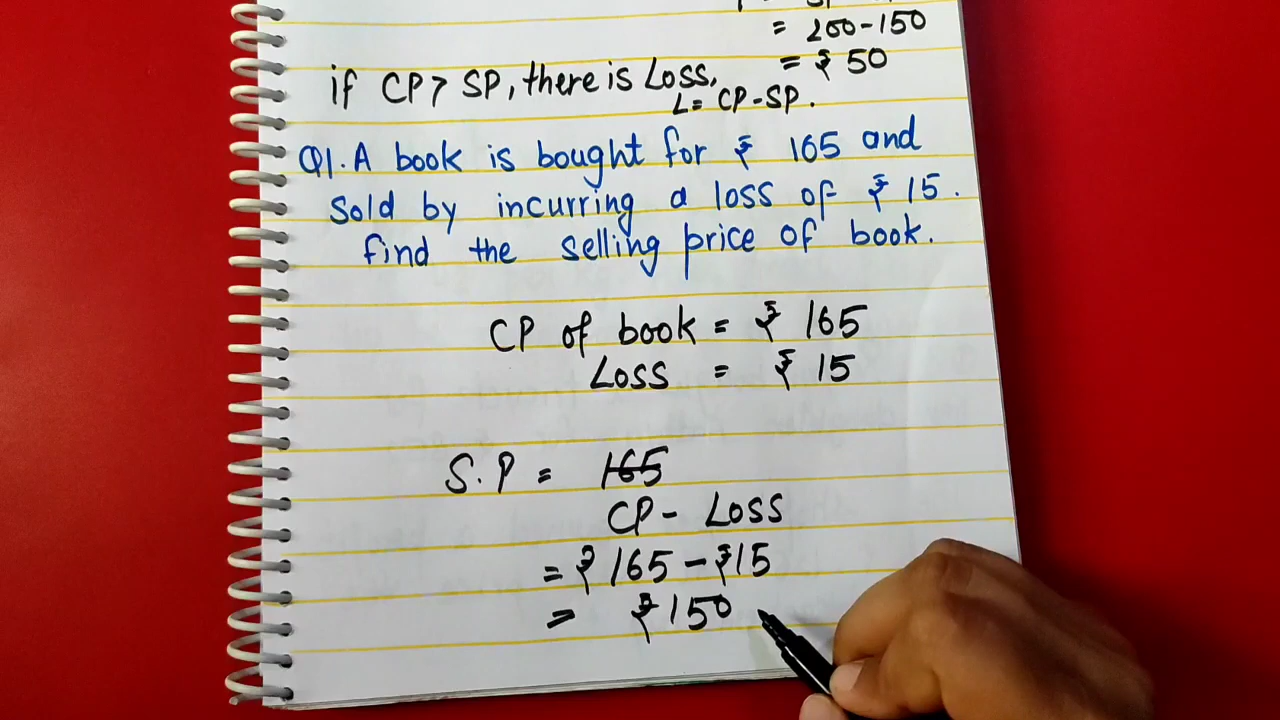 = 200-150
= ₹ 50
if CP > SP, there is Loss,
L= CP-SP.
Q1. A book is bought for ₹ 165 and
sold by incurring a loss of ₹ 15.
find the selling price of book.
CP of book = ₹ 165
Loss = ₹ 15
S.P = 165
CP - Loss
= ₹ 165 - ₹15
= ₹150